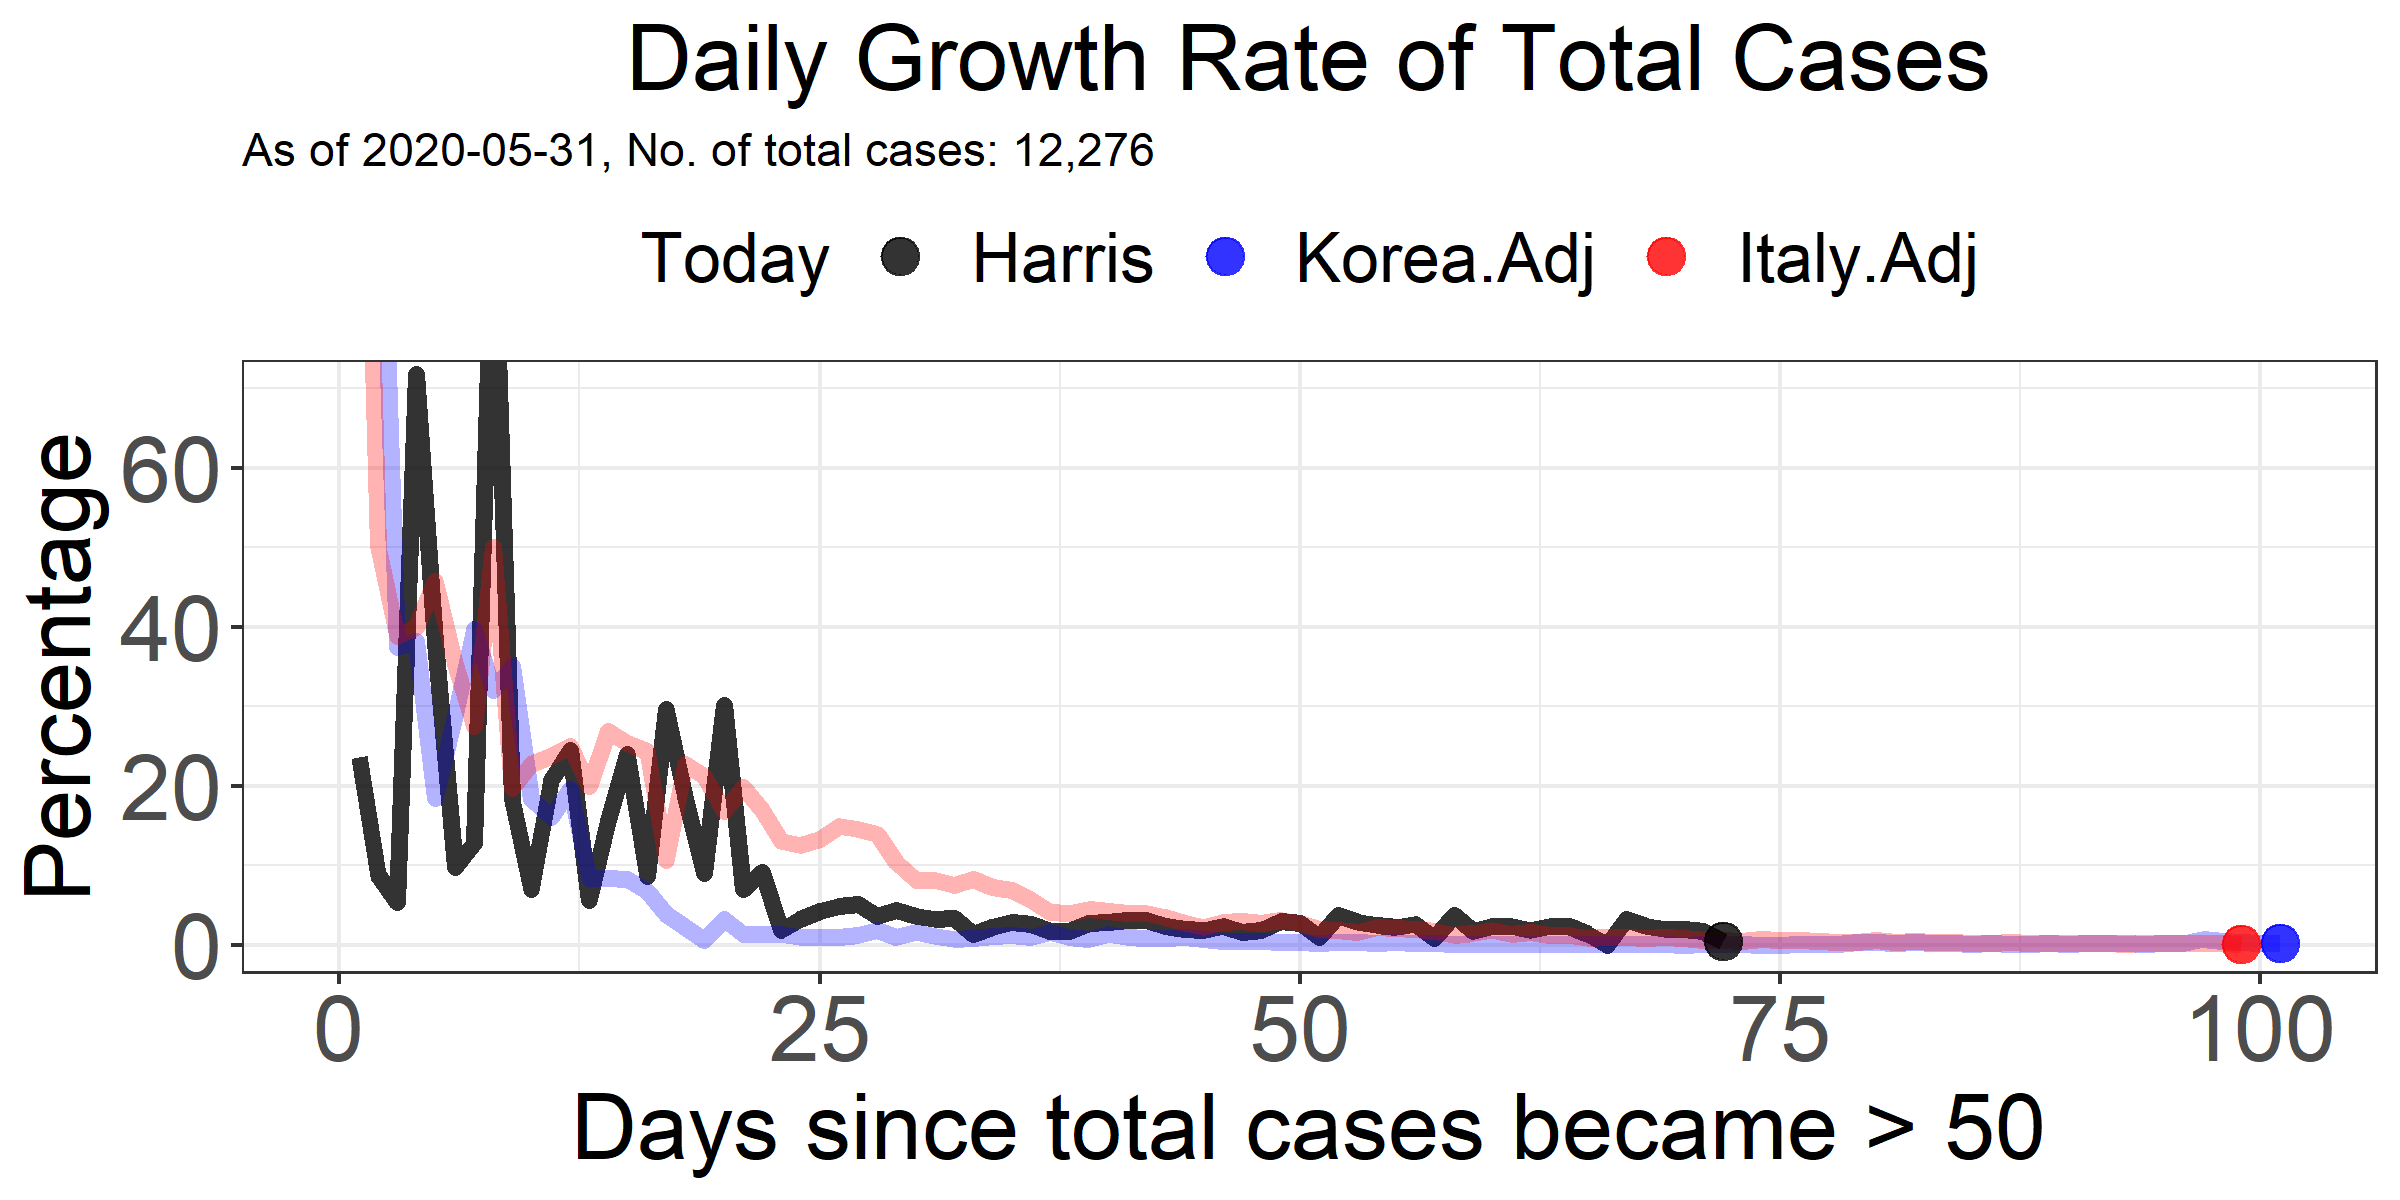 Daily Growth Rate of Total Cases
As of 2020-05-31, No. of total cases: 12,276
Today Harris Korea.Adj Italy.Adj
Percentage
60
40
20
0
0 25 50 75 100
Days since total cases became > 50